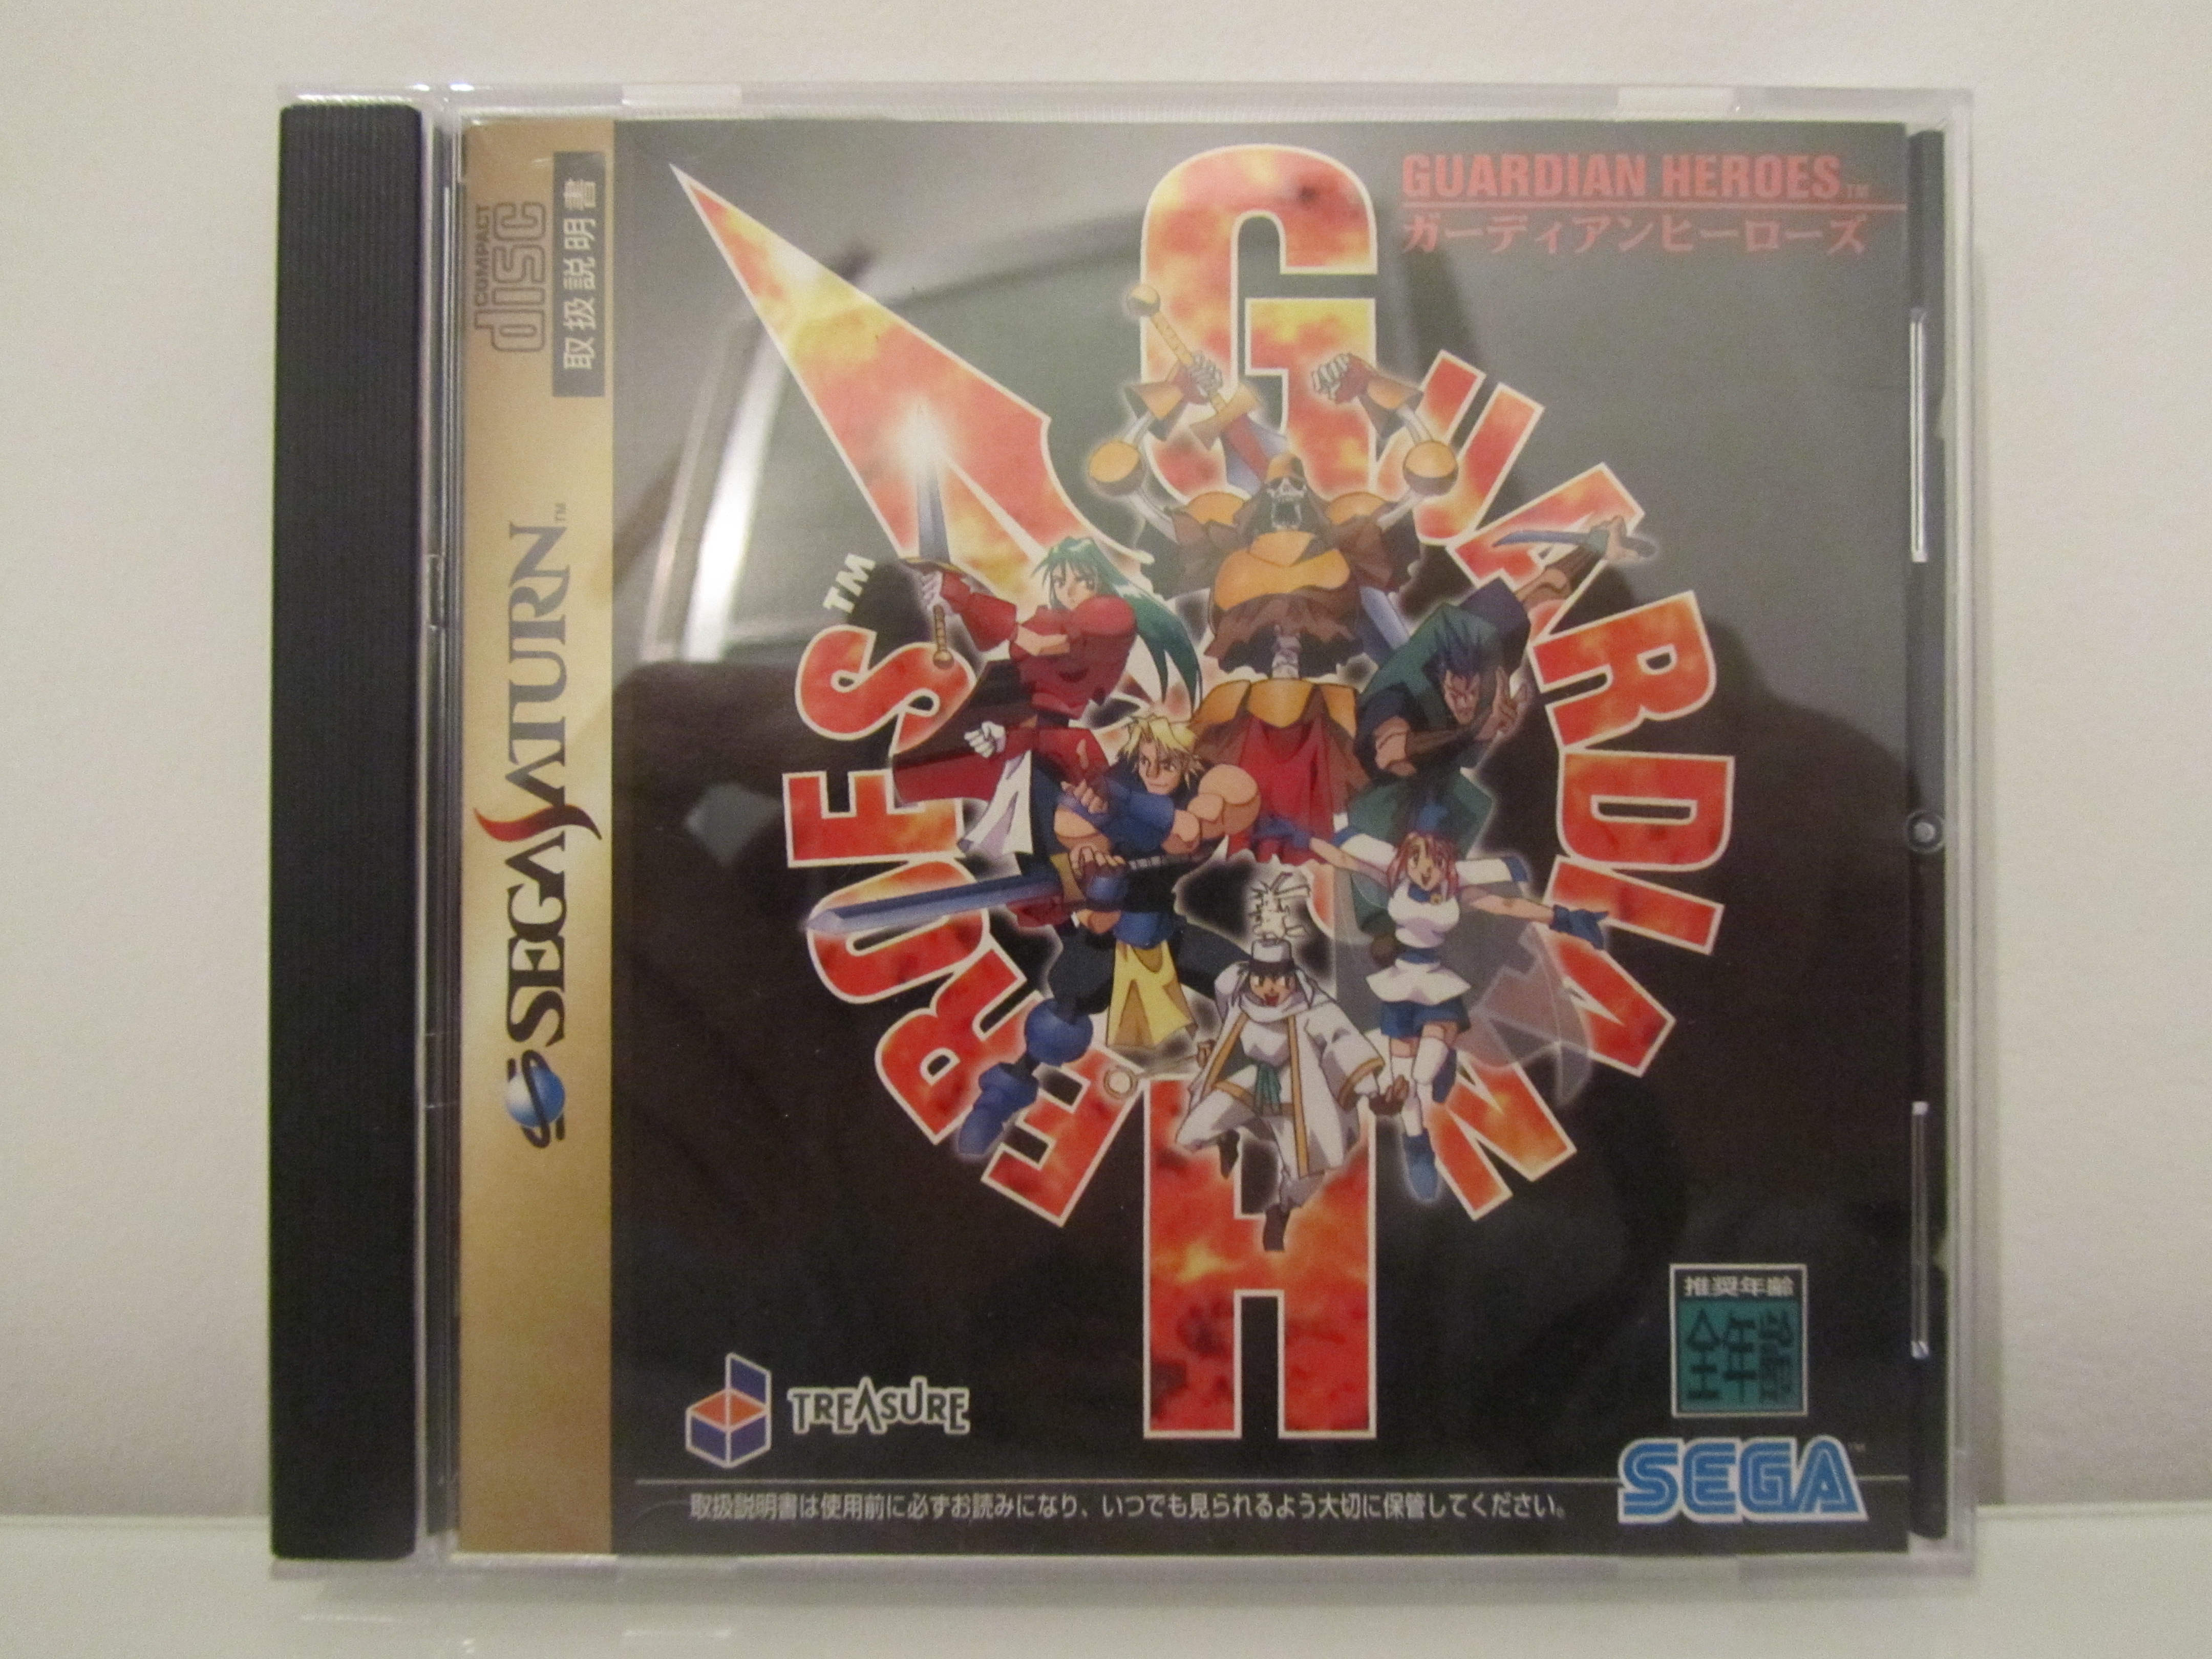 COMPACT
disc
取扱説明書
SEGA SATURN™
GUARDIAN HEROES™
ガーディアンヒーローズ
GUARDIAN
HEROES™
推奨年齢
全年齢
TREASURE
SEGA™
取扱説明書は使用前に必ずお読みになり、いつでも見られるよう大切に保管してください。